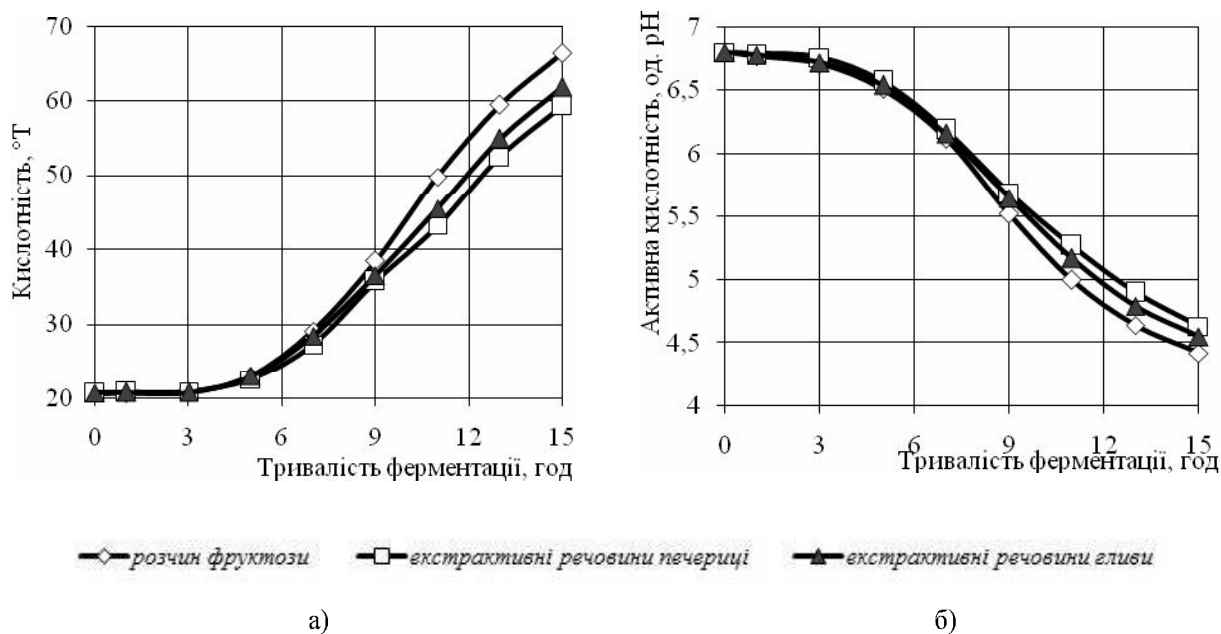 Кислотність, °Т
70
60
50
40
30
20
0 3 6 9 12 15
Тривалість ферментації, год
Активна кислотність, од. рН
7
6,5
6
5,5
5
4,5
4
0 3 6 9 12 15
Тривалість ферментації, год
розчин фруктози екстрактивні речовини печериці екстрактивні речовини гливи
а) б)